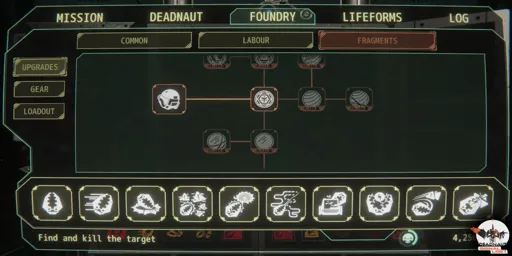 MISSION
DEADNAUT
FOUNDRY
LIFEFORMS
LOG
COMMON
LABOUR
FRAGMENTS
UPGRADES
GEAR
LOADOUT
Find and kill the target